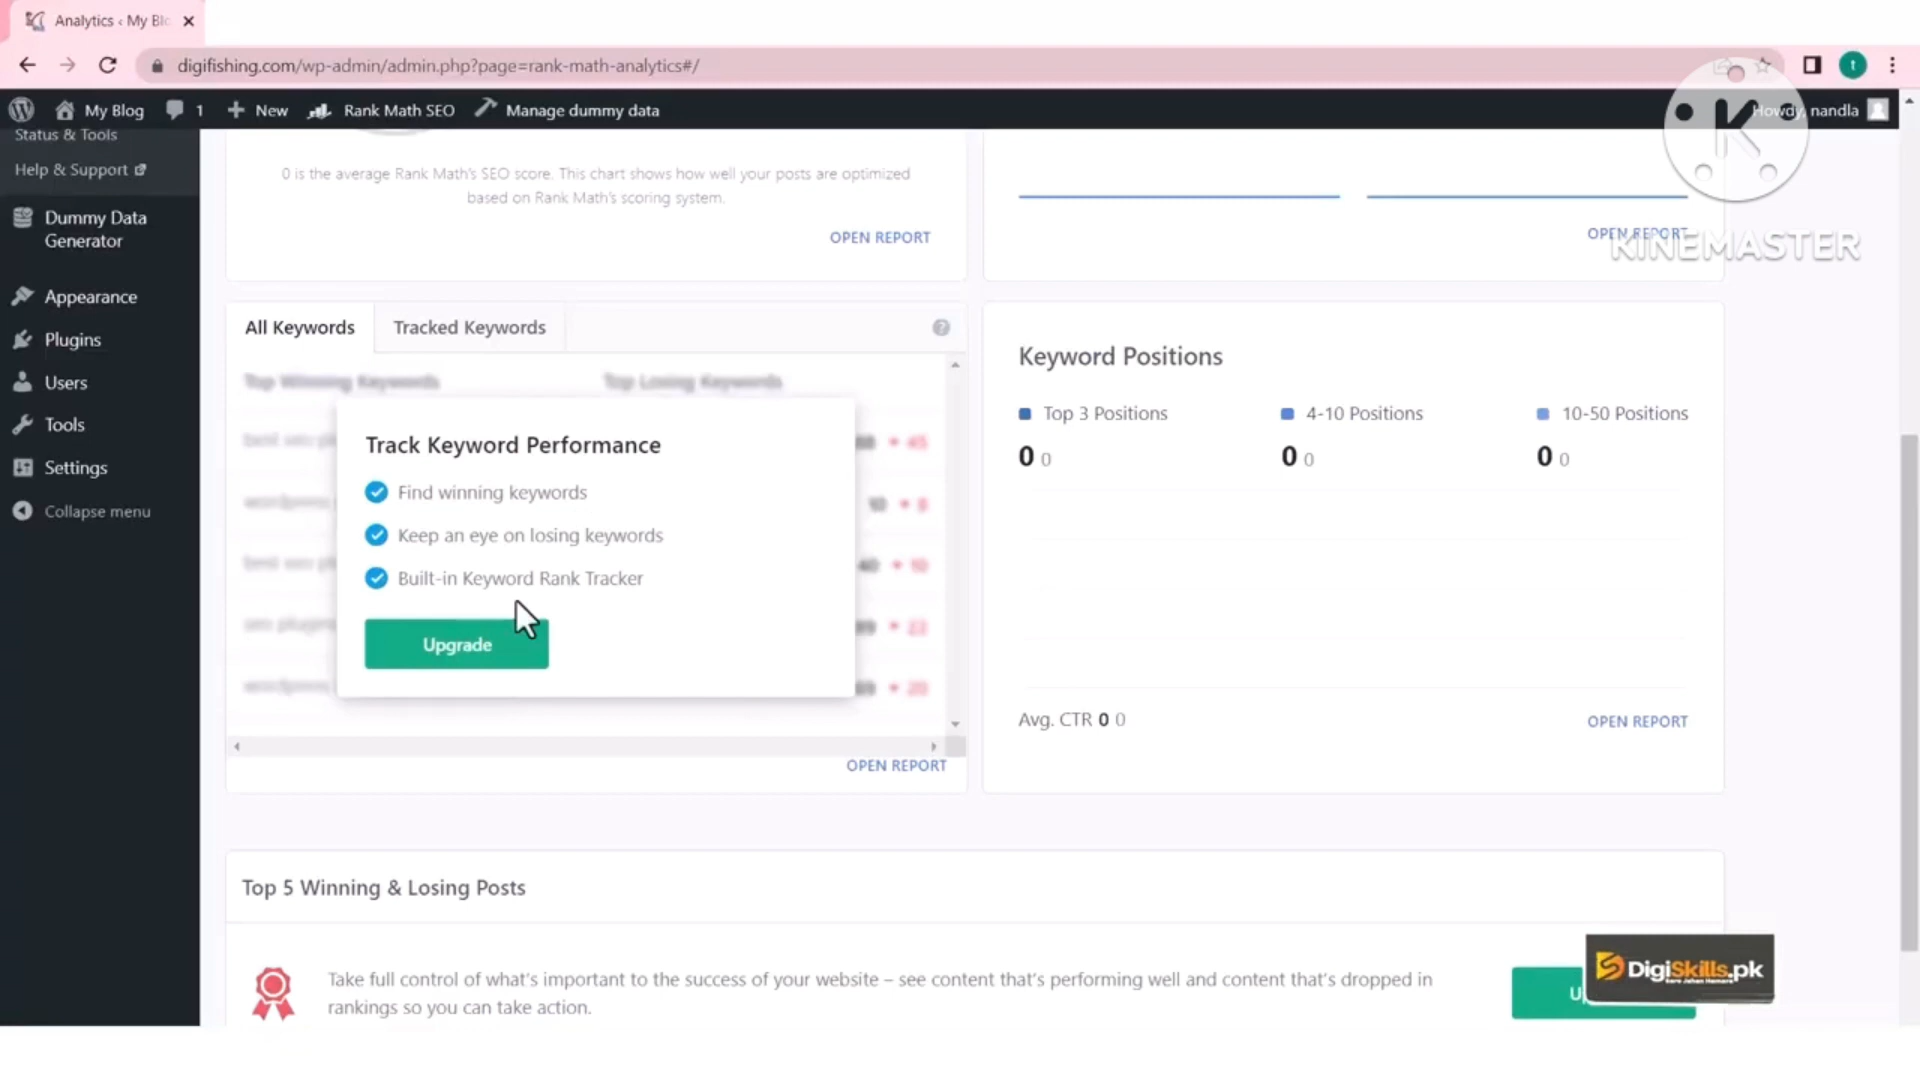 Analytics ‹ My Blo
digifishing.com/wp-admin/admin.php?page=rank-math-analytics#/
t
My Blog 1 New Rank Math SEO Manage dummy data Howdy, nandla
K
KINEMASTER
Status & Tools
Help & Support
Dummy Data
Generator
Appearance
Plugins
Users
Tools
Settings
Collapse menu
0 is the average Rank Math's SEO score. This chart shows how well your posts are optimized
based on Rank Math's scoring system.
OPEN REPORT
OPEN REPORT
All Keywords Tracked Keywords ?
Top Winning Keywords Top Losing Keywords
Track Keyword Performance
Find winning keywords
Keep an eye on losing keywords
Built-in Keyword Rank Tracker
Upgrade
OPEN REPORT
Keyword Positions
Top 3 Positions 4-10 Positions 10-50 Positions
0 0 0 0 0 0
Avg. CTR 0 0
OPEN REPORT
Top 5 Winning & Losing Posts
Take full control of what's important to the success of your website – see content that's performing well and content that's dropped in
rankings so you can take action.
DigiSkills.pk